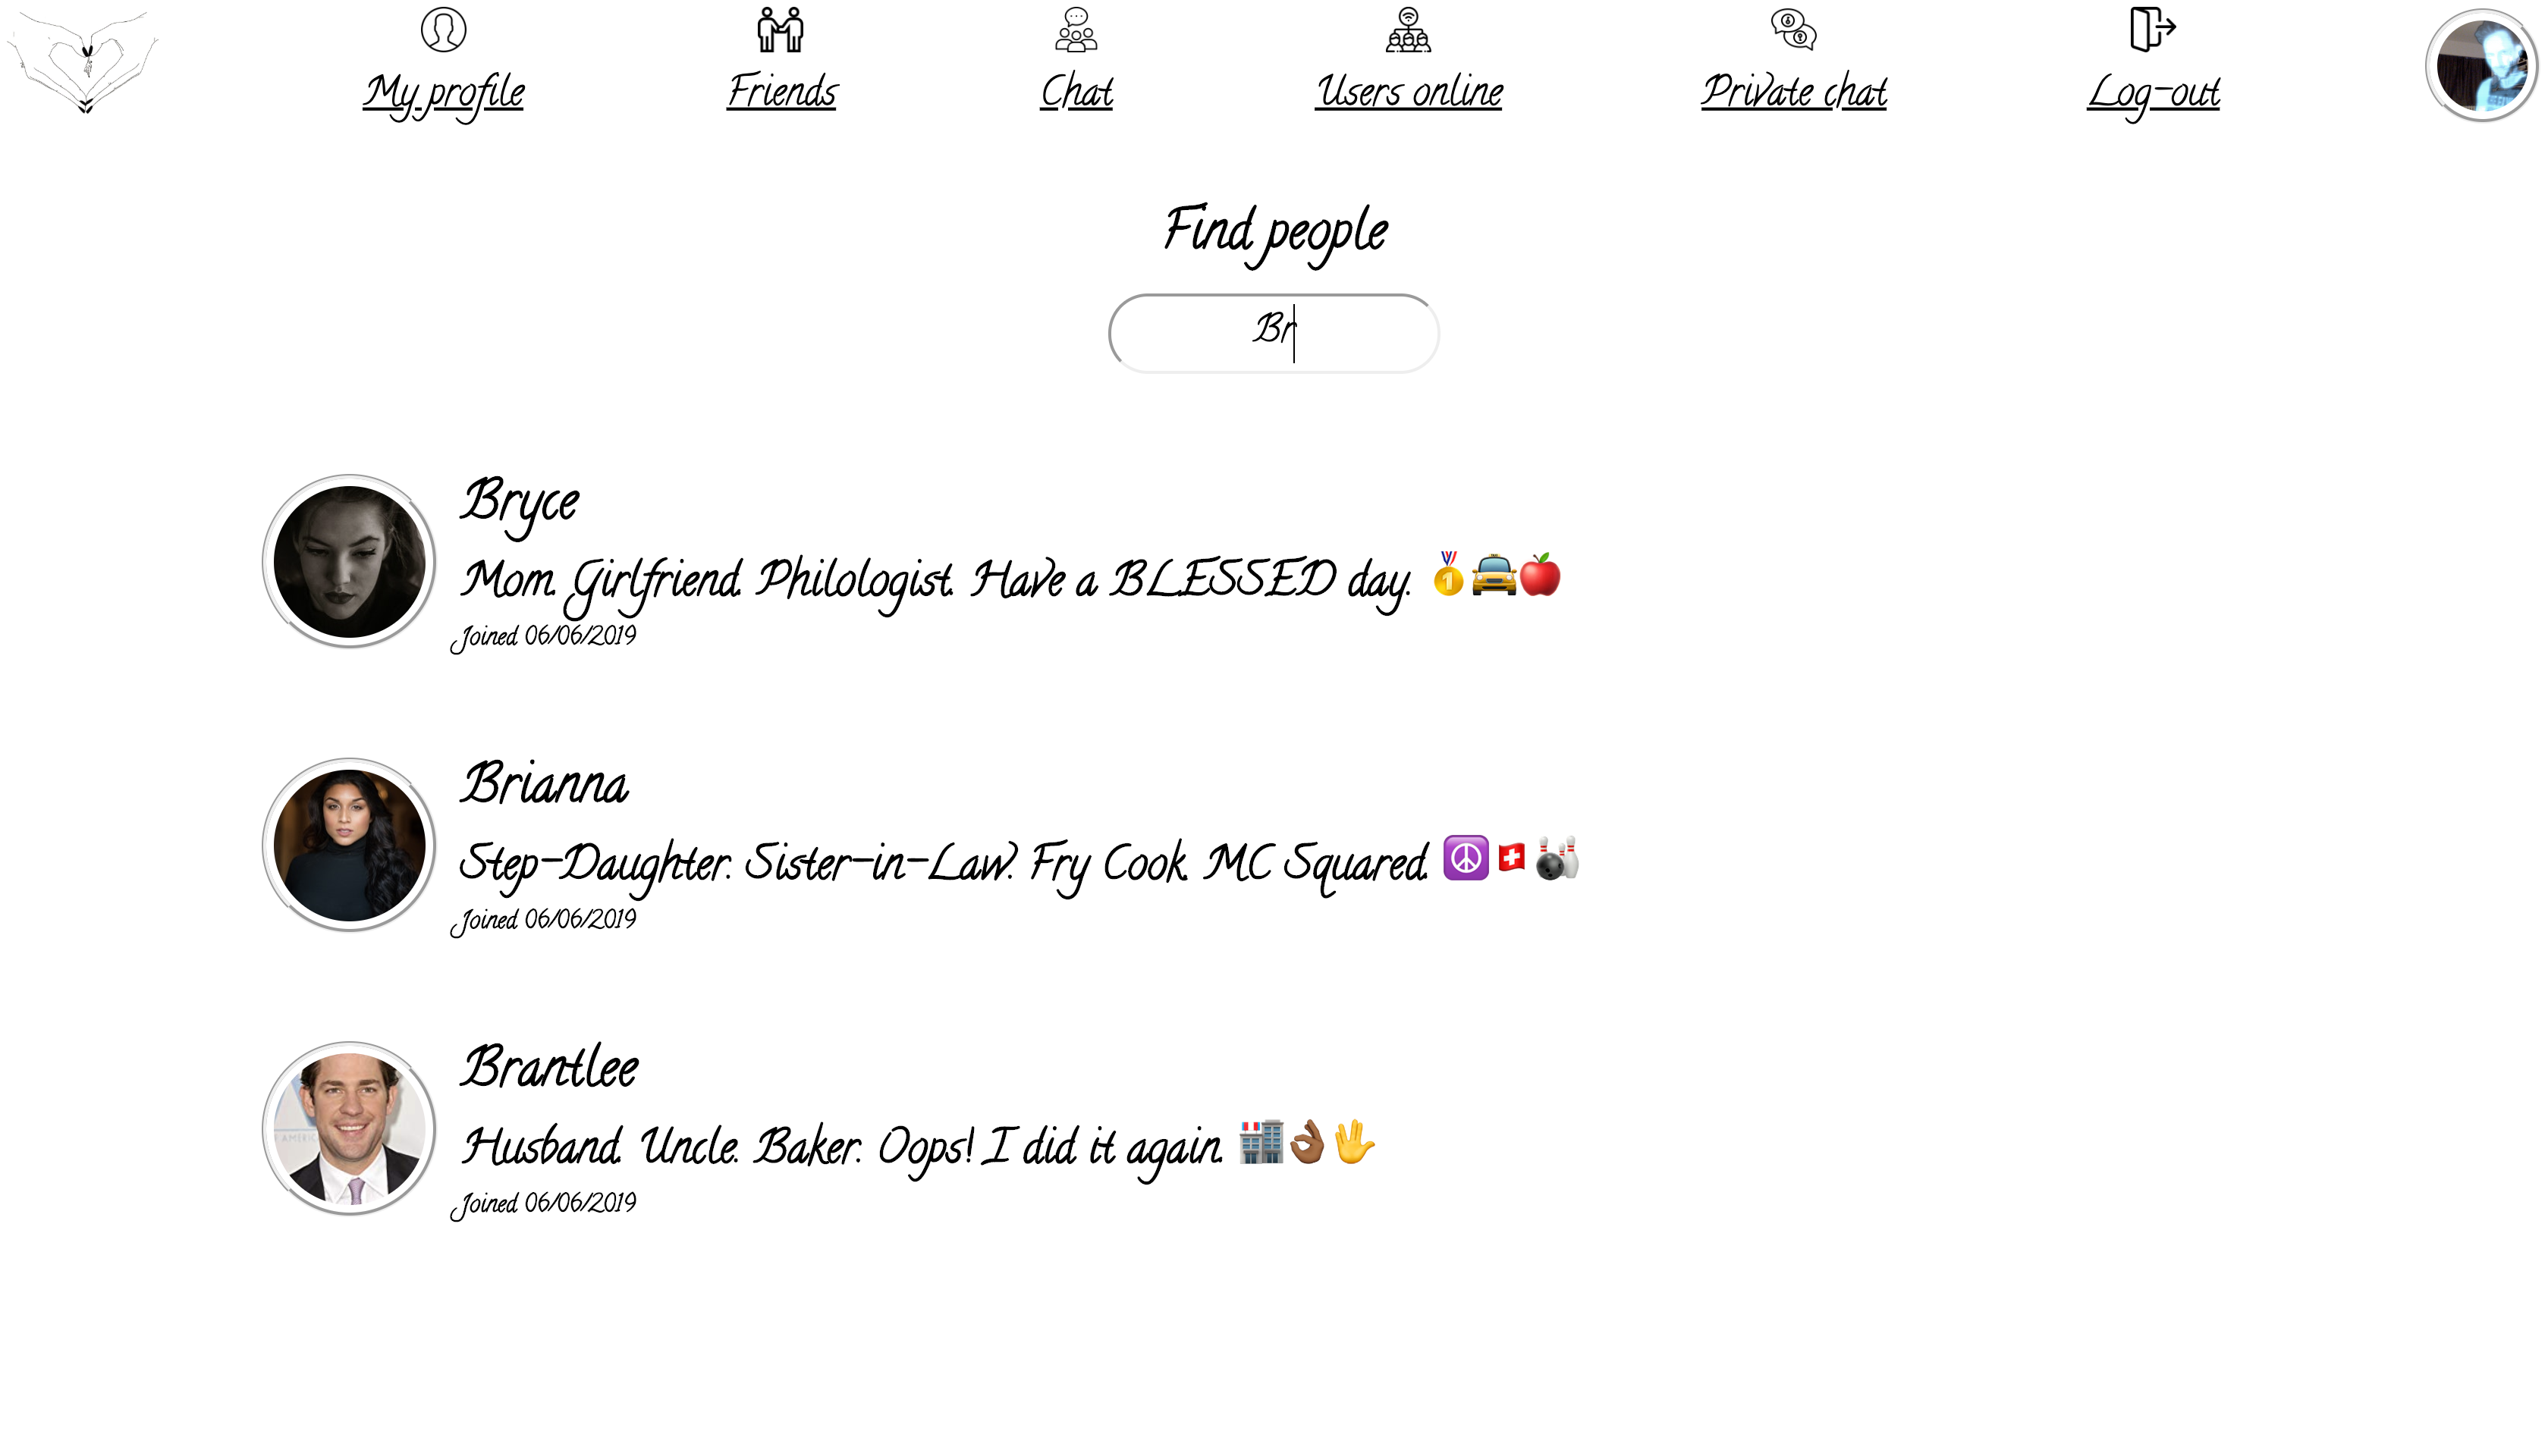 My profile
Friends
Chat
Users online
Private chat
Log-out
Find people
Br
Bryce
Mom. Girlfriend. Philologist. Have a BLESSED day. 🥇🚖🍎
Joined 06/06/2019
Brianna
Step-Daughter. Sister-in-Law. Fry Cook. MC Squared. ☮️🇨🇭🎳
Joined 06/06/2019
Brantlee
Husband. Uncle. Baker. Oops! I did it again. 🏬👌🏾🖖
Joined 06/06/2019